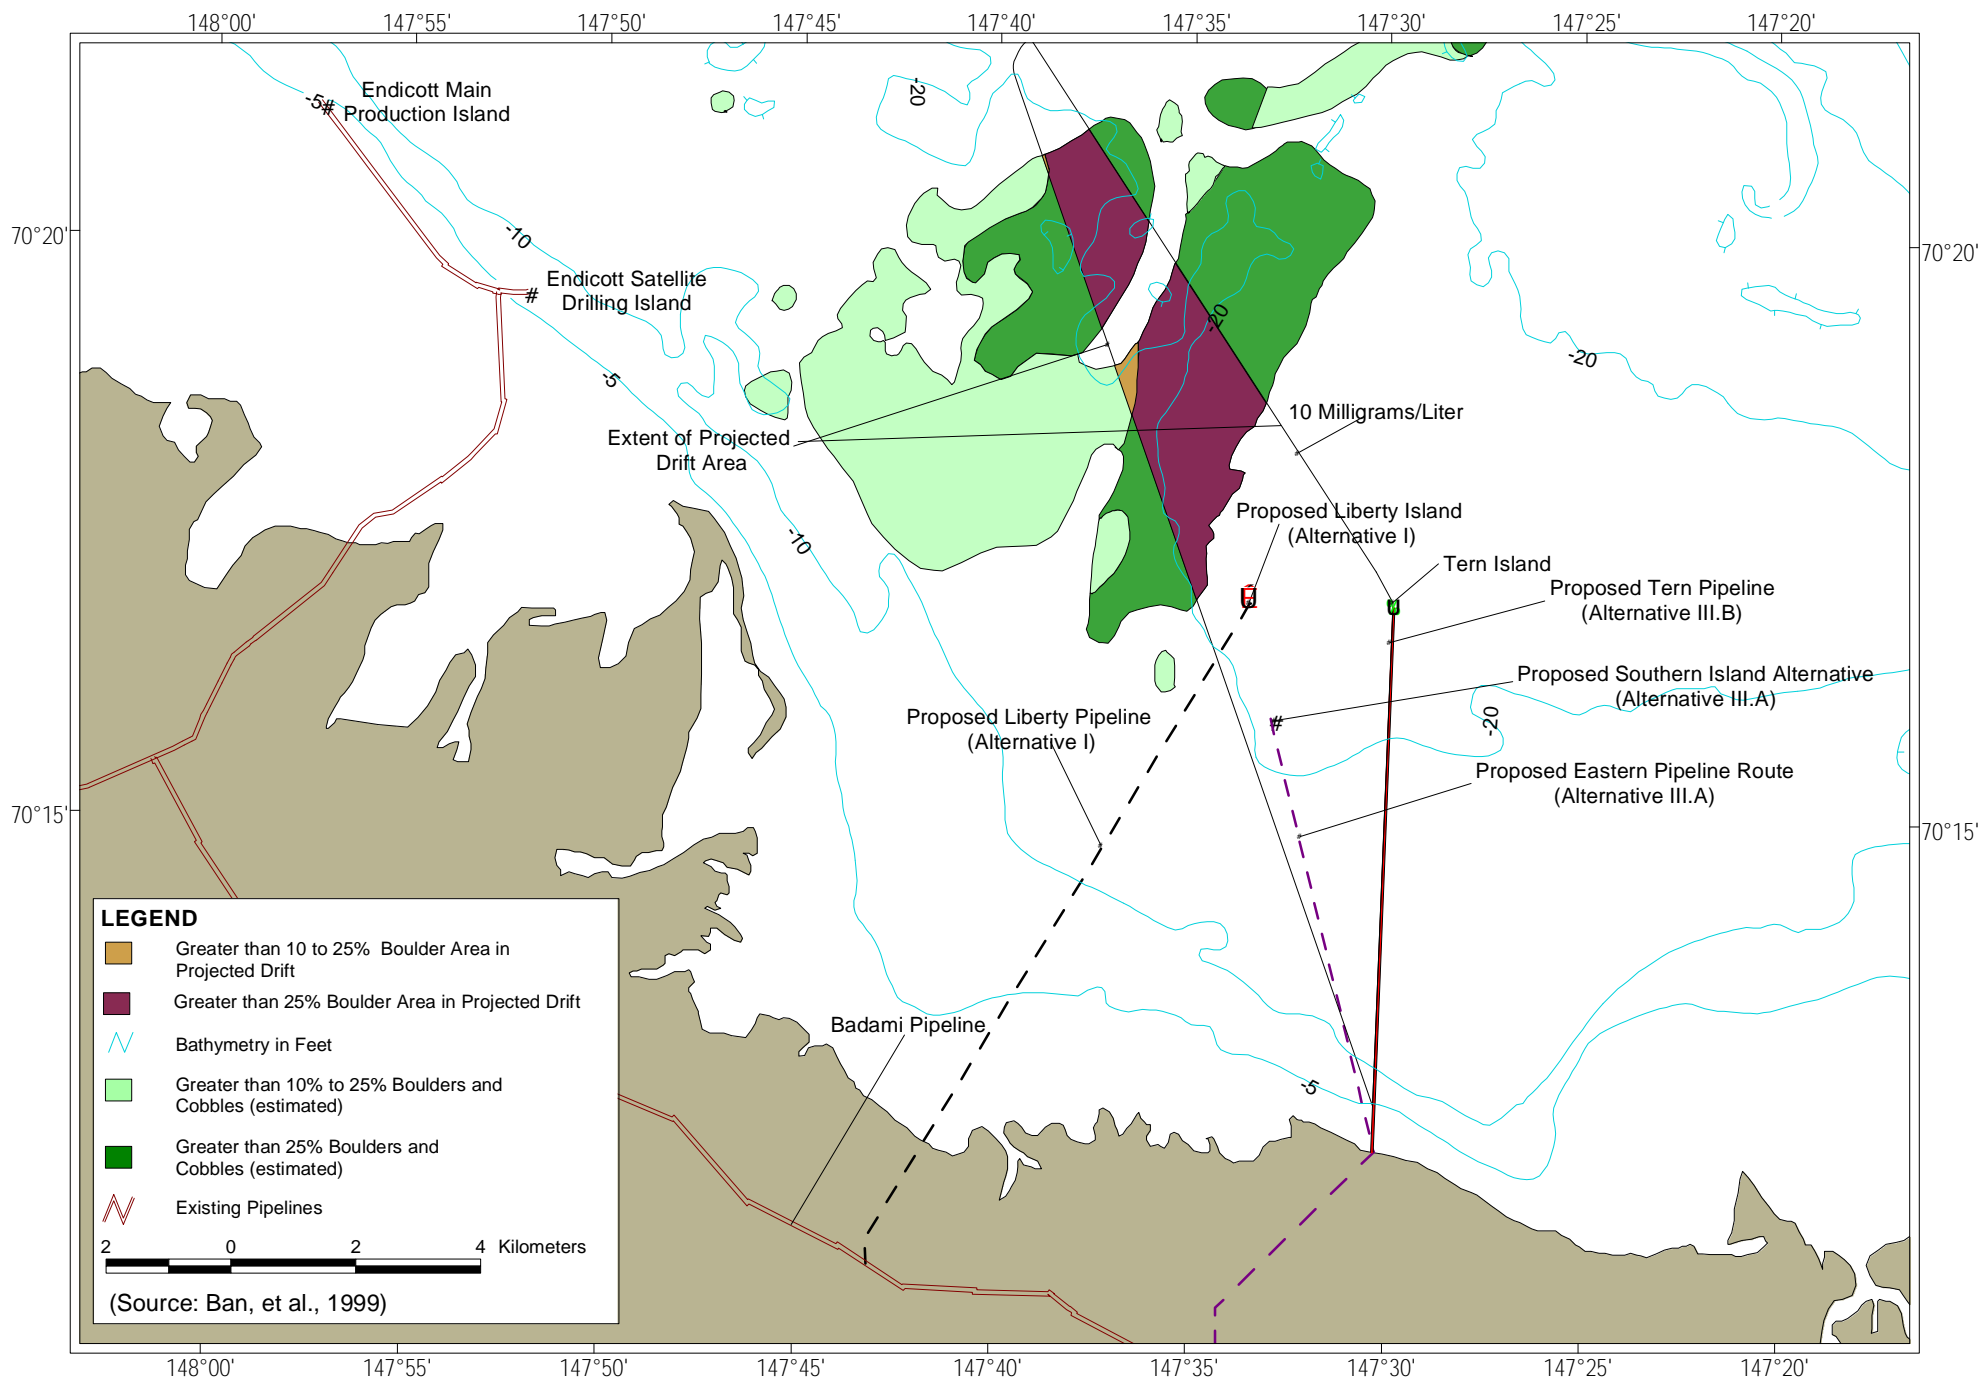 148°00'
147°55'
147°50'
147°45'
147°40'
147°35'
147°30'
147°25'
147°20'
Endicott Main
Production Island
-5#
-20
70°20'
-10
70°20'
Endicott Satellite
Drilling Island
#
-20
-20
-5
10 Milligrams/Liter
Extent of Projected
Drift Area
Proposed Liberty Island
(Alternative I)
-10
Tern Island
Proposed Tern Pipeline
(Alternative III.B)
Proposed Southern Island Alternative
(Alternative III.A)
#
-20
Proposed Liberty Pipeline
(Alternative I)
Proposed Eastern Pipeline Route
(Alternative III.A)
70°15'
70°15'
Badami Pipeline
-5
LEGEND
Greater than 10 to 25% Boulder Area in
Projected Drift
Greater than 25% Boulder Area in Projected Drift
Bathymetry in Feet
Greater than 10% to 25% Boulders and
Cobbles (estimated)
Greater than 25% Boulders and
Cobbles (estimated)
Existing Pipelines
2 0 2 4 Kilometers
(Source: Ban, et al., 1999)
148°00'
147°55'
147°50'
147°45'
147°40'
147°35'
147°30'
147°25'
147°20'